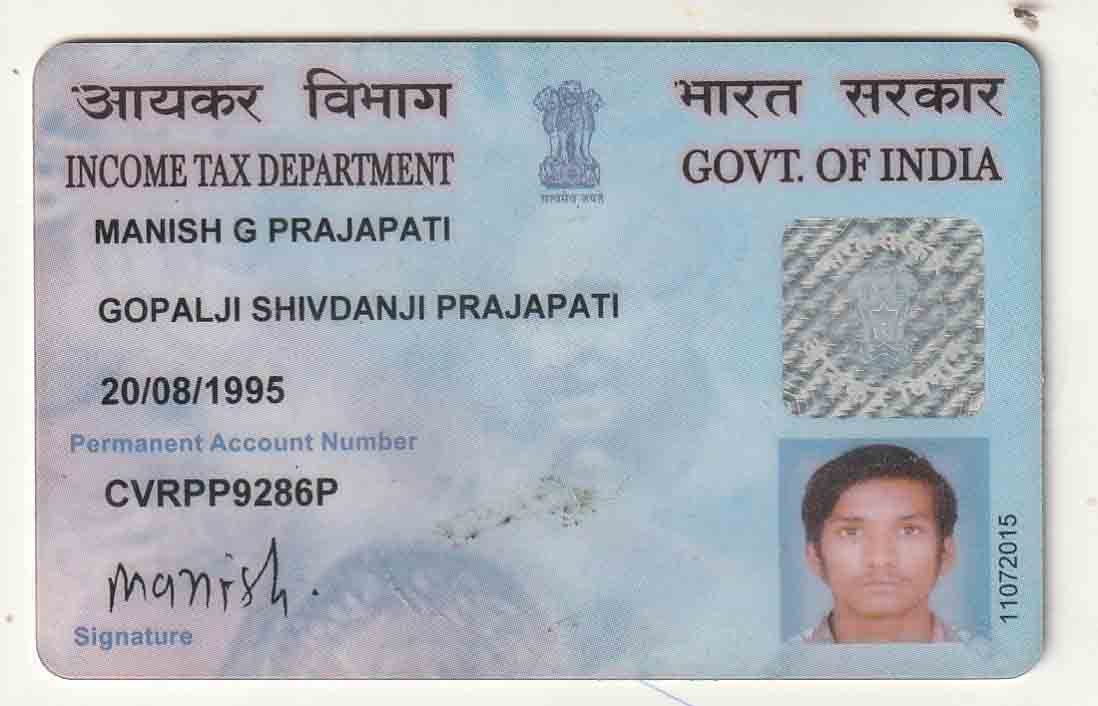 आयकर विभाग
INCOME TAX DEPARTMENT
भारत सरकार
GOVT. OF INDIA
सत्यमेव जयते
MANISH G PRAJAPATI
GOPALJI SHIVDANJI PRAJAPATI
20/08/1995
Permanent Account Number
CVRPP9286P
manish.
Signature
11072015